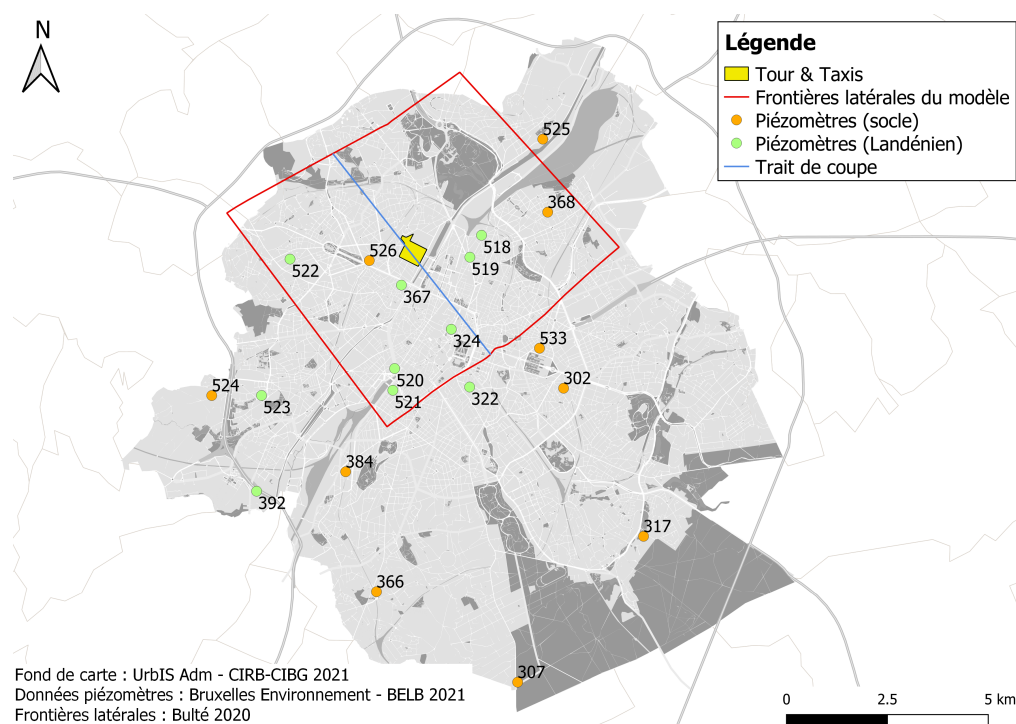 N
Légende
Tour & Taxis
Frontières latérales du modèle
Piézomètres (socle)
Piézomètres (Landénien)
Trait de coupe
525
368
518
526
519
522
367
324
533
520
302
524
523
521
322
384
392
317
366
307
Fond de carte : UrbIS Adm - CIRB-CIBG 2021
Données piézomètres : Bruxelles Environnement - BELB 2021
Frontières latérales : Bulté 2020
0 2.5 5 km